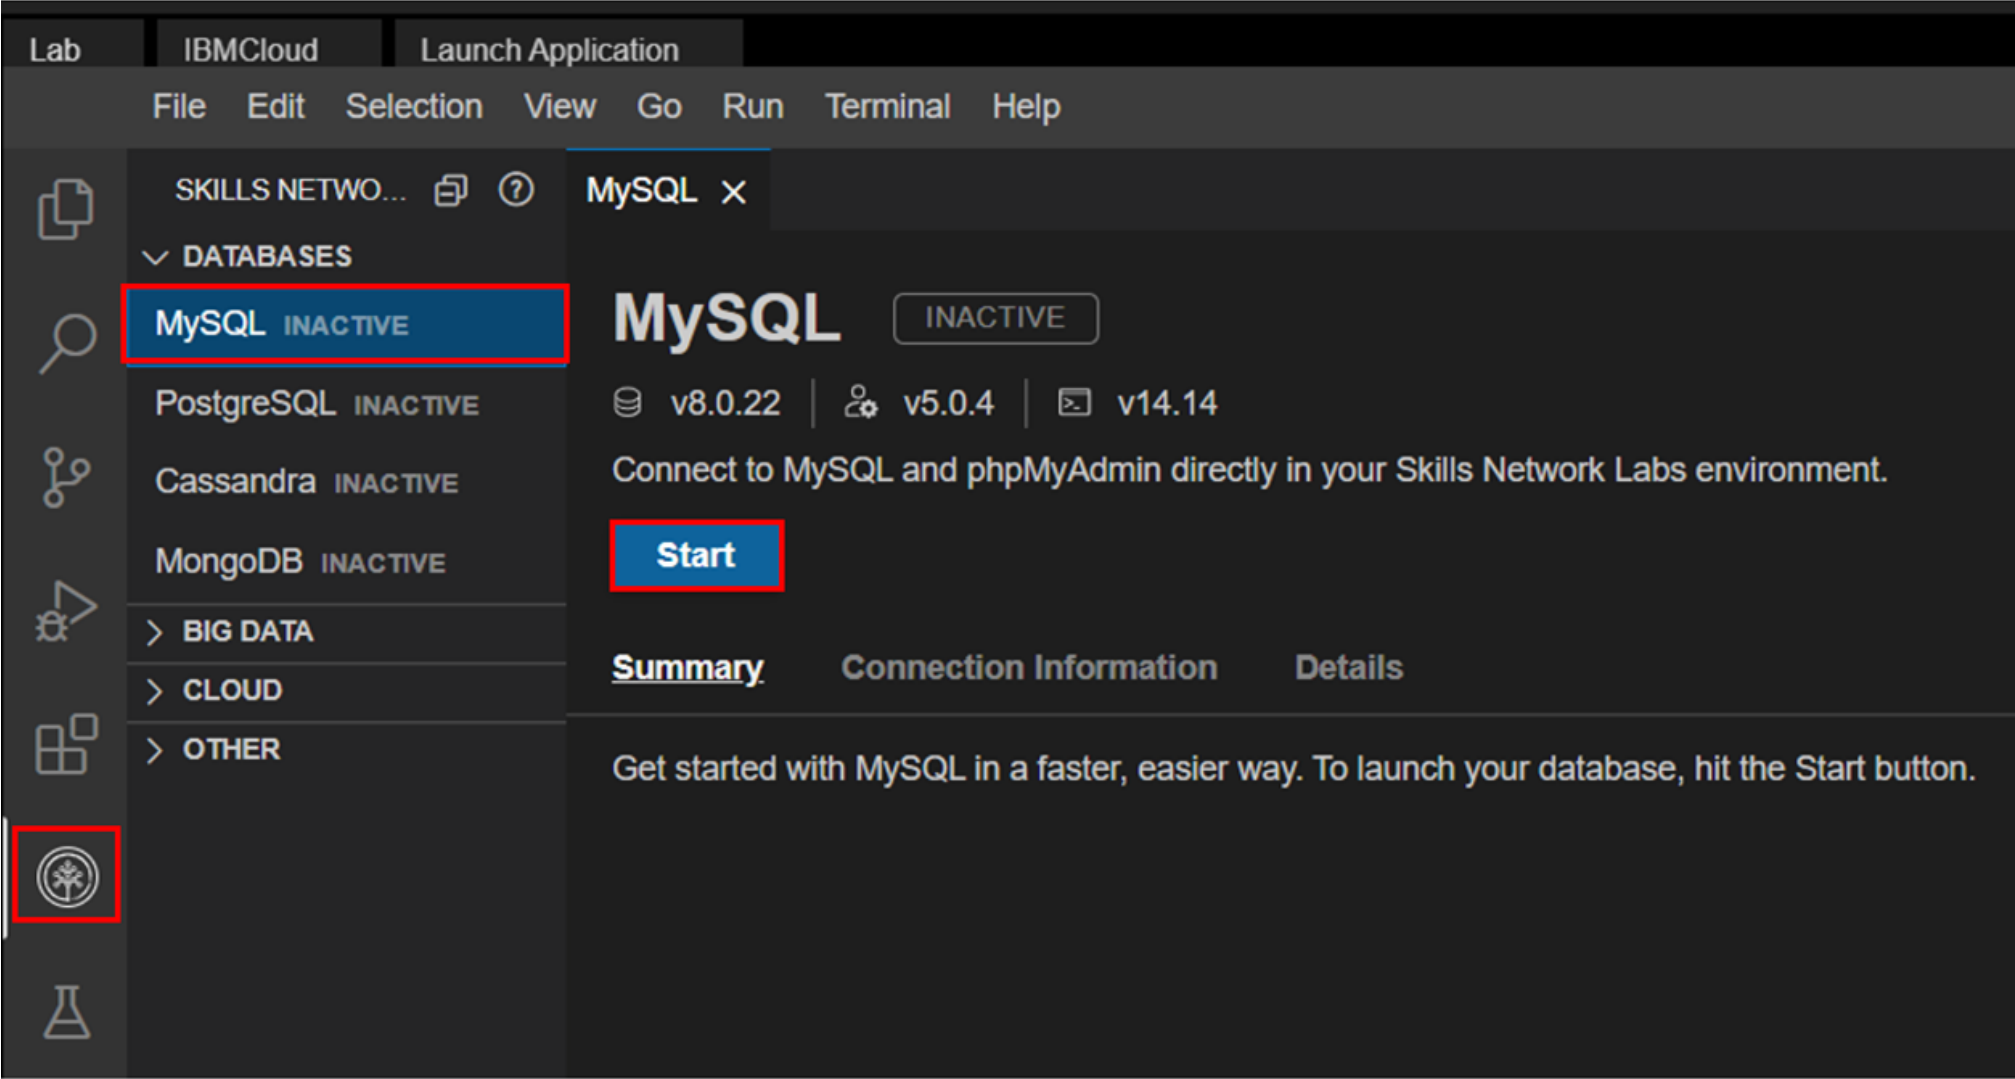 Lab IBMCloud Launch Application
File Edit Selection View Go Run Terminal Help
SKILLS NETWO...
DATABASES
MySQL INACTIVE
PostgreSQL INACTIVE
Cassandra INACTIVE
MongoDB INACTIVE
BIG DATA
CLOUD
OTHER
MySQL
MySQL INACTIVE
v8.0.22 v5.0.4 v14.14
Connect to MySQL and phpMyAdmin directly in your Skills Network Labs environment.
Start
Summary Connection Information Details
Get started with MySQL in a faster, easier way. To launch your database, hit the Start button.